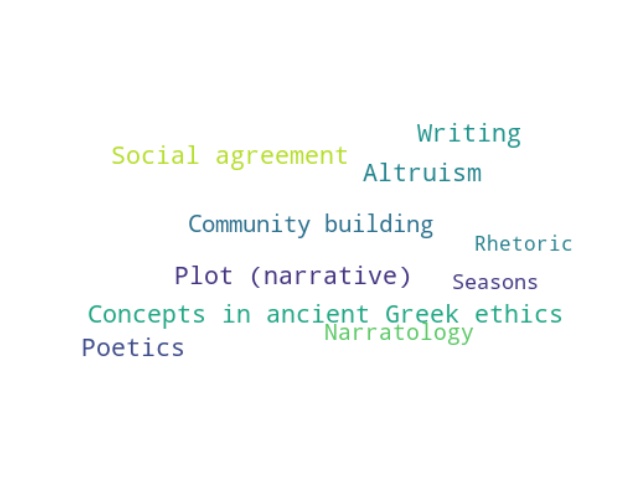 Writing
Social agreement
Altruism
Community building
Rhetoric
Plot (narrative)
Seasons
Concepts in ancient Greek ethics
Narratology
Poetics